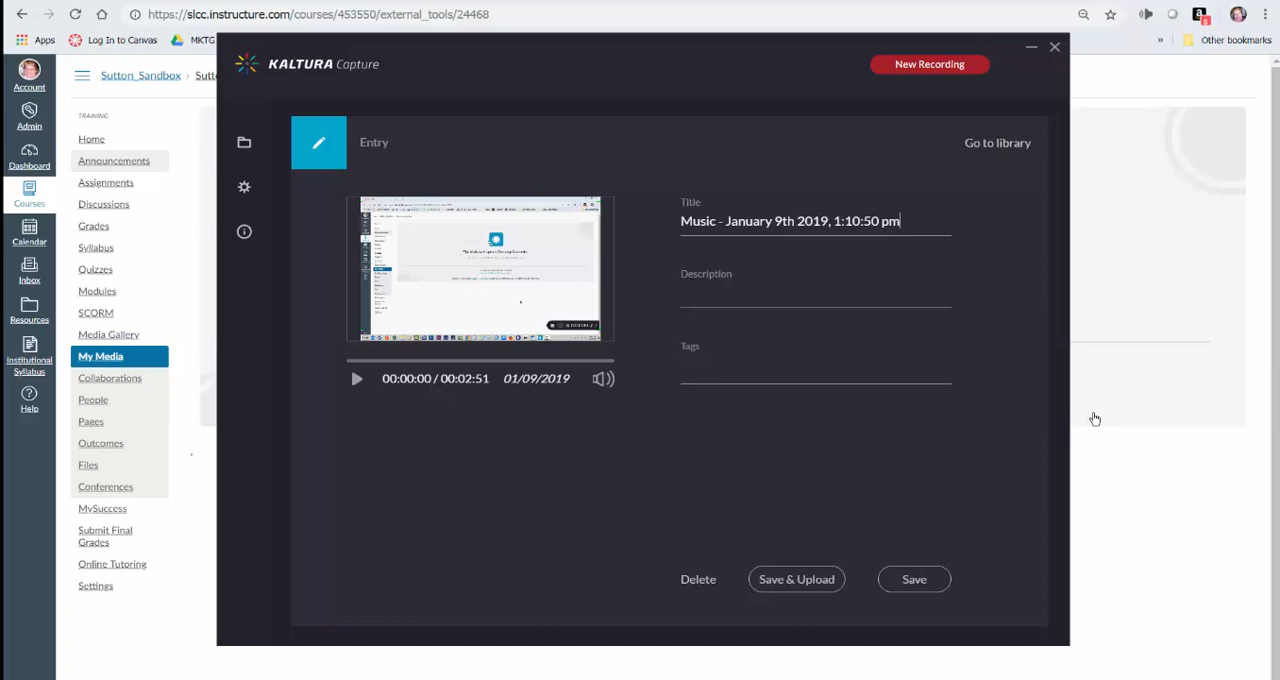 https://slcc.instructure.com/courses/453550/external_tools/24468
Apps
Log In to Canvas
MKTG
»
Other bookmarks
Account
Admin
Dashboard
Courses
Calendar
Inbox
Resources
Institutional
Syllabus
Help
Sutton_Sandbox › Sutt
TRAINING
Home
Announcements
Assignments
Discussions
Grades
Syllabus
Quizzes
Modules
SCORM
Media Gallery
My Media
Collaborations
People
Pages
Outcomes
Files
Conferences
MySuccess
Submit Final
Grades
Online Tutoring
Settings
KALTURA Capture
New Recording
Entry
Go to library
00:00:00 / 00:02:51 01/09/2019
Title
Music - January 9th 2019, 1:10:50 pm
Description
Tags
Delete
Save & Upload
Save